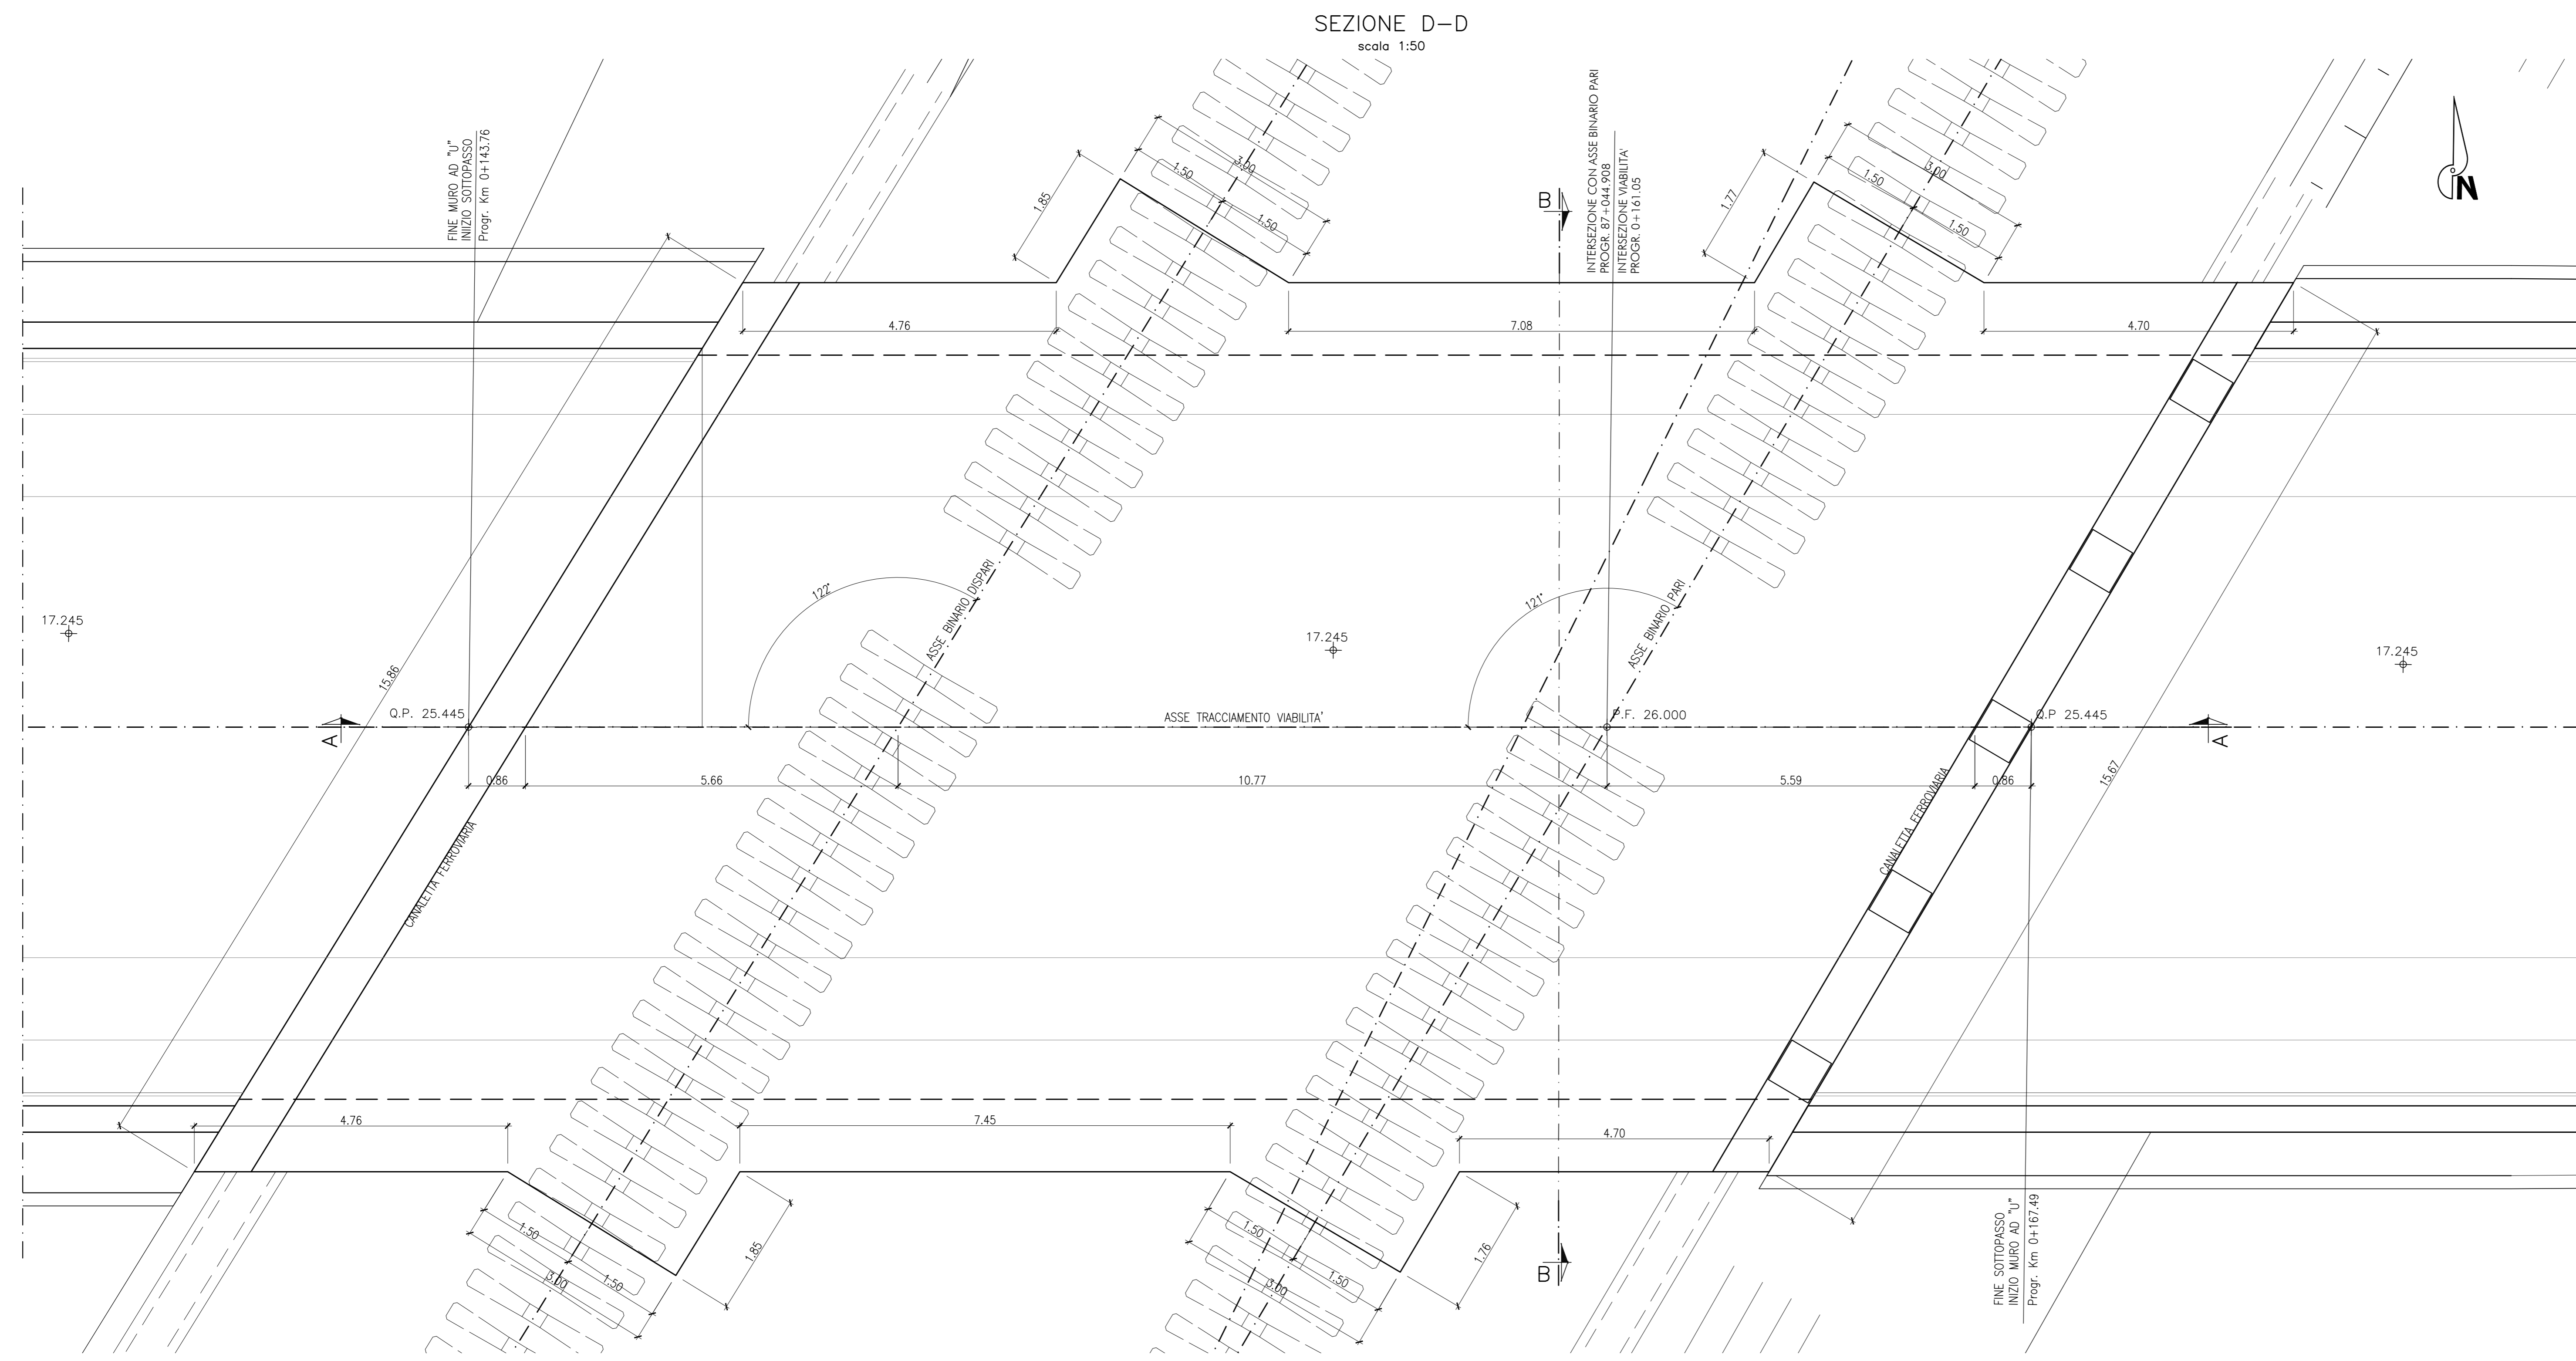 SEZIONE D-D
scala 1:50
FINE MURO AD "U"
INIIZIO SOTTOPASSO
Progr. Km 0+143.76
INTERSEZIONE CON ASSE BINARIO PARI
PROGR. 87+044.908
INTERSEZIONE VIABILITA'
PROGR. 0+161.05
N
B
1.85
1.50
3.00
1.50
1.77
1.50
3.00
1.50
4.76
7.08
4.70
122°
121°
ASSE BINARIO DISPARI
ASSE BINARIO PARI
17.245
17.245
17.245
15.86
A
Q.P. 25.445
ASSE TRACCIAMENTO VIABILITA'
P.F. 26.000
Q.P 25.445
A
0.86
5.66
10.77
5.59
0.86
15.67
CANALETTA FERROVIARIA
CANALETTA FERROVIARIA
4.76
7.45
4.70
1.50
3.00
1.50
1.85
1.50
3.00
1.50
1.76
B
FINE SOTTOPASSO
INIZIO MURO AD "U"
Progr. Km 0+167.49